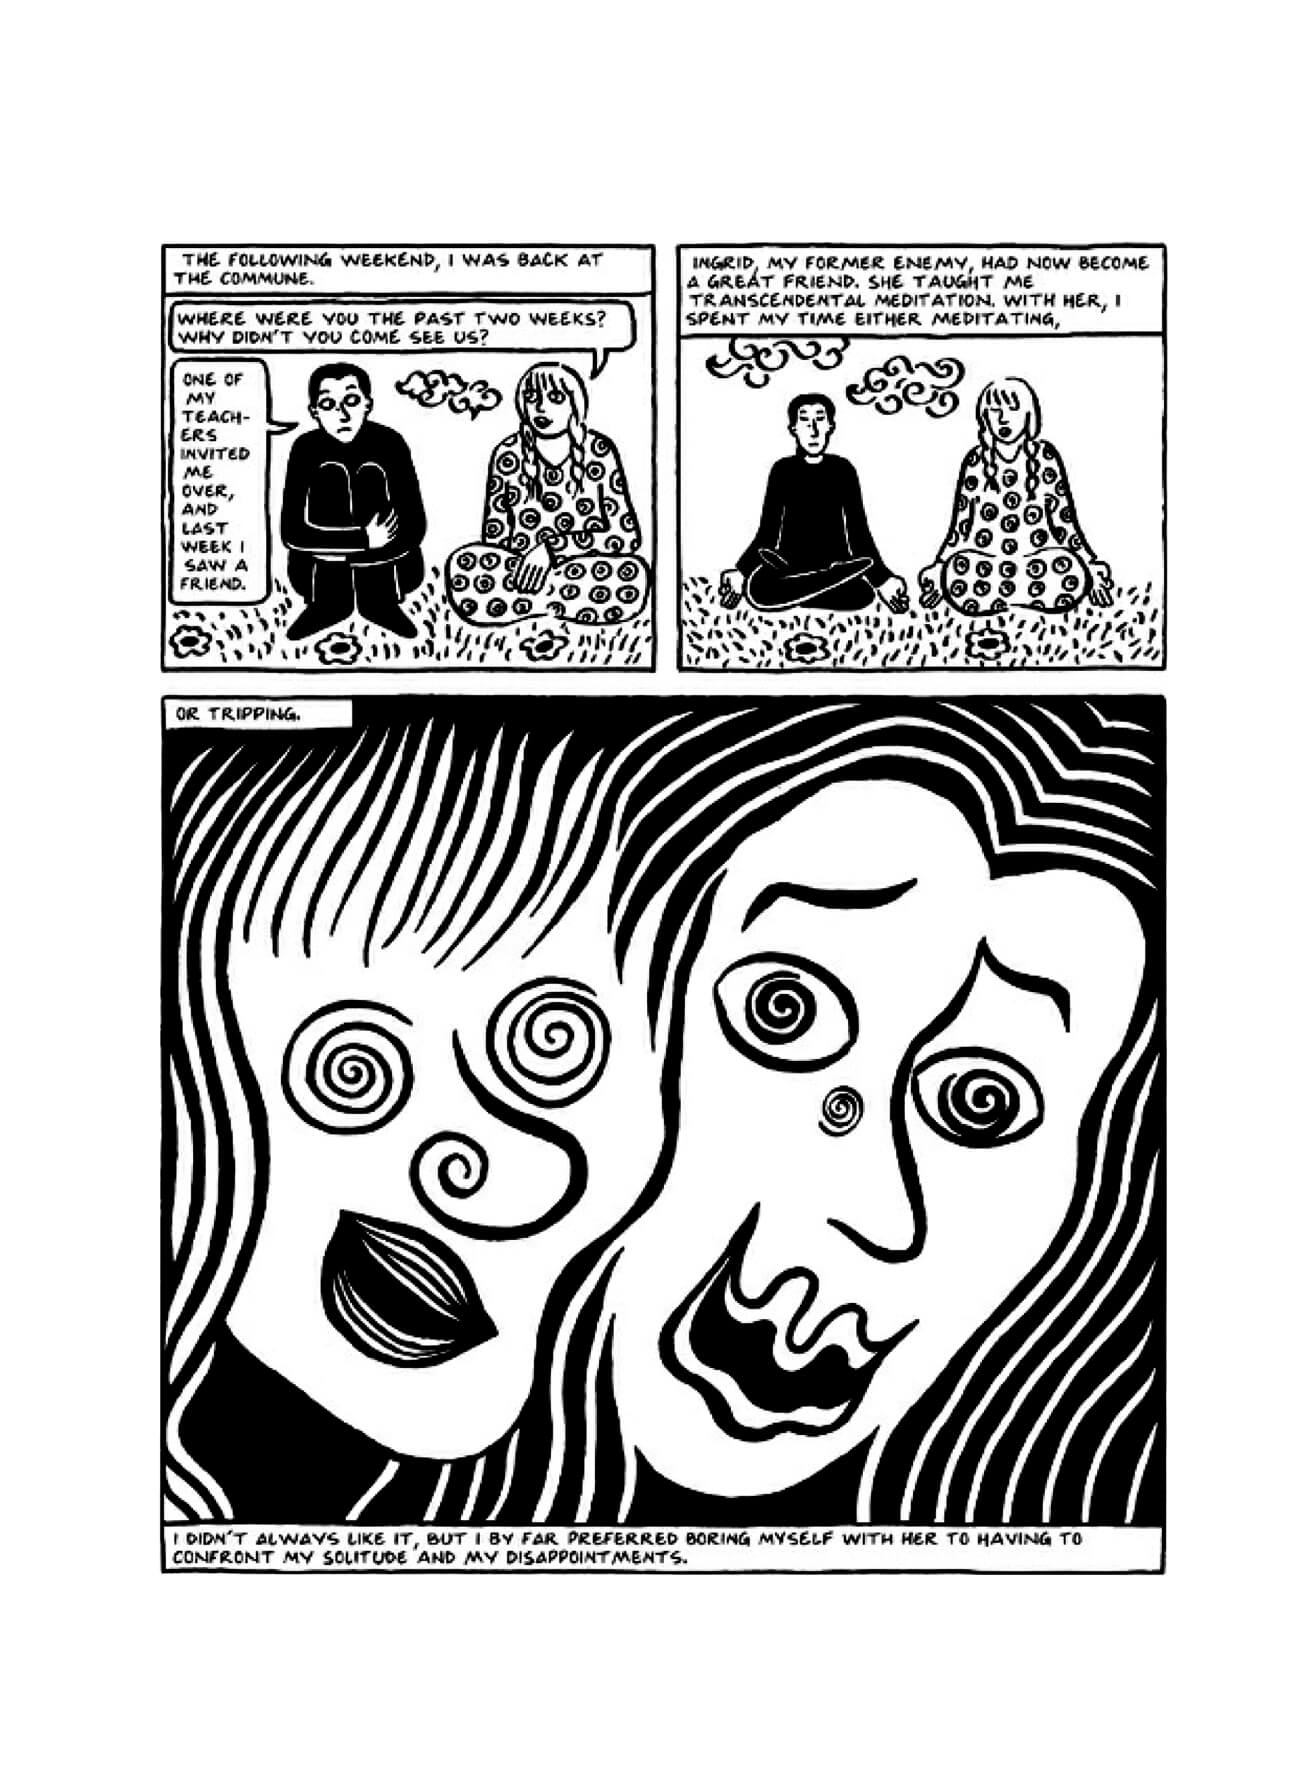 THE FOLLOWING WEEKEND, I WAS BACK AT
THE COMMUNE.
WHERE WERE YOU THE PAST TWO WEEKS?
WHY DIDN'T YOU COME SEE US?
ONE OF
MY
TEACH-
ERS
INVITED
ME
OVER,
AND
LAST
WEEK I
SAW A
FRIEND.
INGRID, MY FORMER ENEMY, HAD NOW BECOME
A GREAT FRIEND. SHE TAUGHT ME
TRANSCENDENTAL MEDITATION. WITH HER, I
SPENT MY TIME EITHER MEDITATING,
OR TRIPPING.
I DIDN'T ALWAYS LIKE IT, BUT I BY FAR PREFERRED BORING MYSELF WITH HER TO HAVING TO
CONFRONT MY SOLITUDE AND MY DISAPPOINTMENTS.